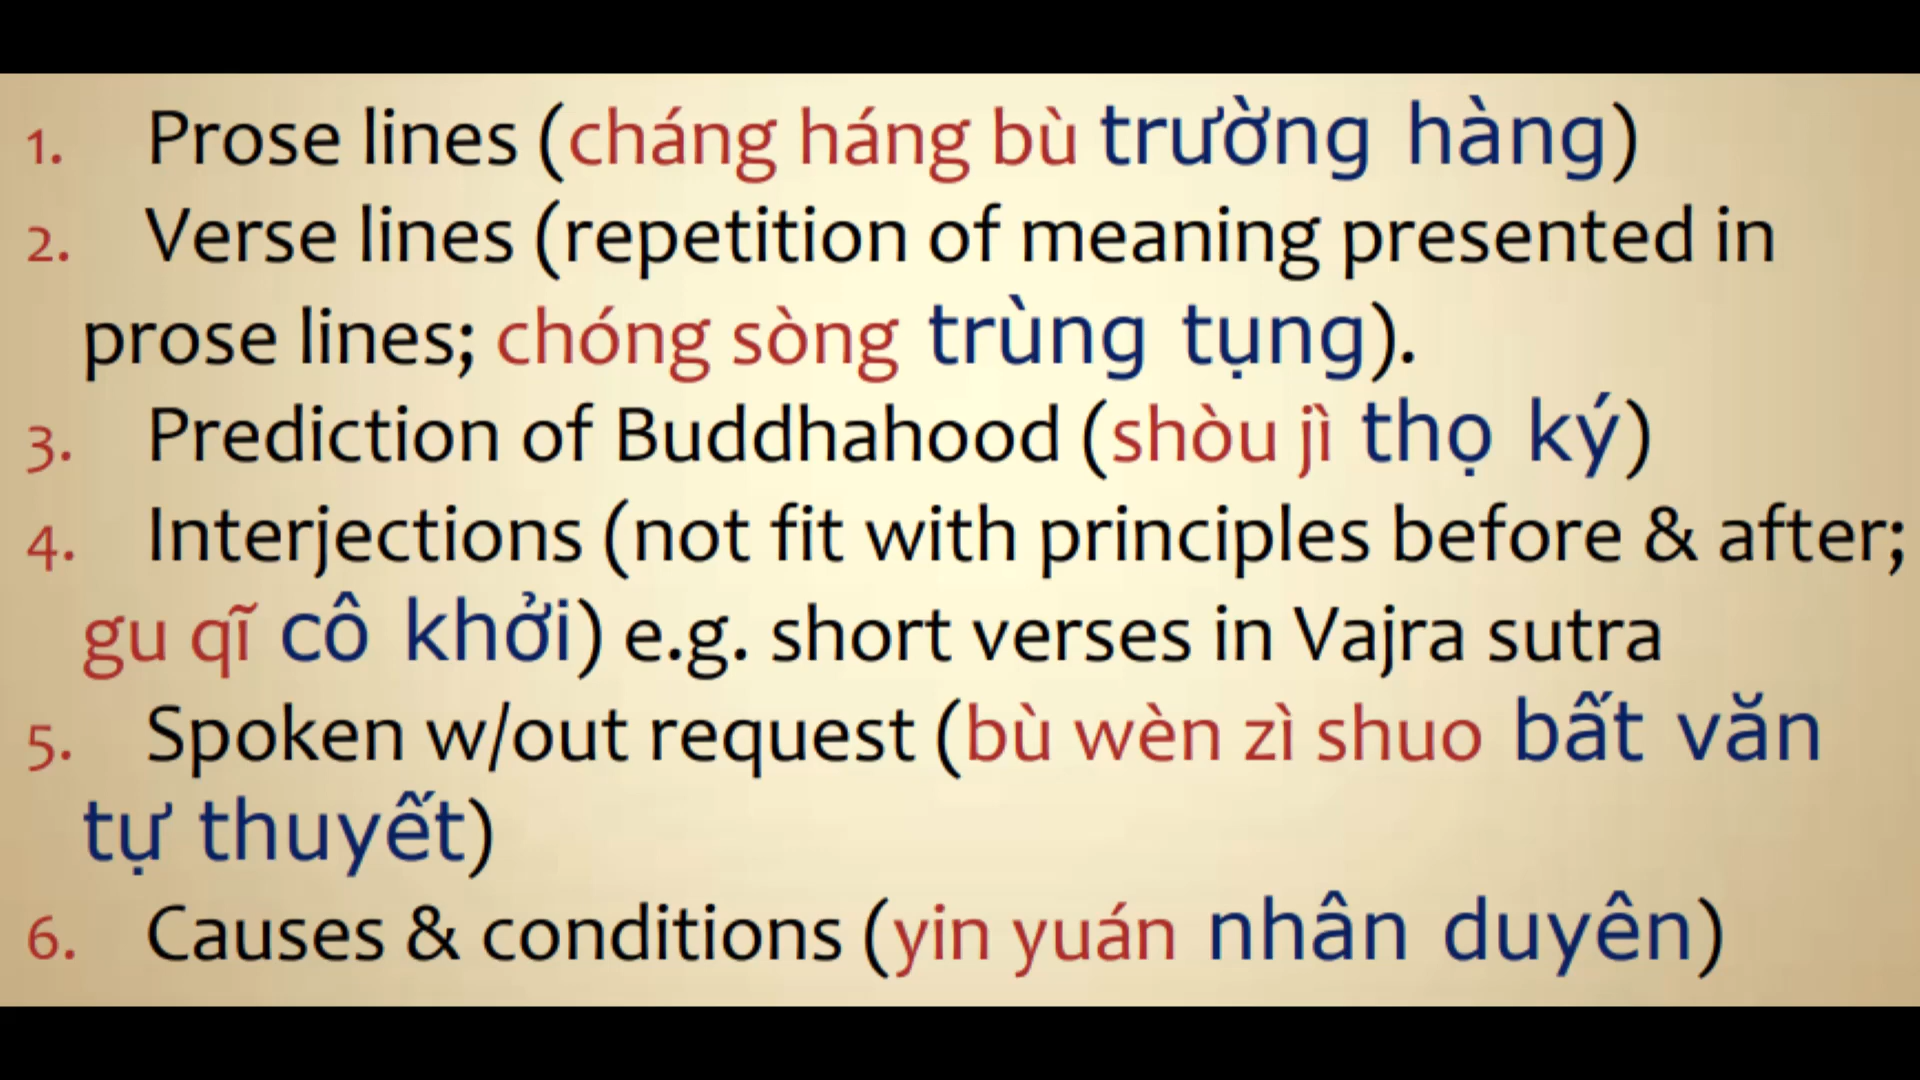 1. Prose lines (cháng háng bù trường hàng)
2. Verse lines (repetition of meaning presented in
prose lines; chóng sòng trùng tụng).
3. Prediction of Buddhahood (shòu jì thọ ký)
4. Interjections (not fit with principles before & after;
gu qĩ cô khởi) e.g. short verses in Vajra sutra
5. Spoken w/out request (bù wèn zì shuo bất văn
tự thuyết)
6. Causes & conditions (yin yuán nhân duyên)